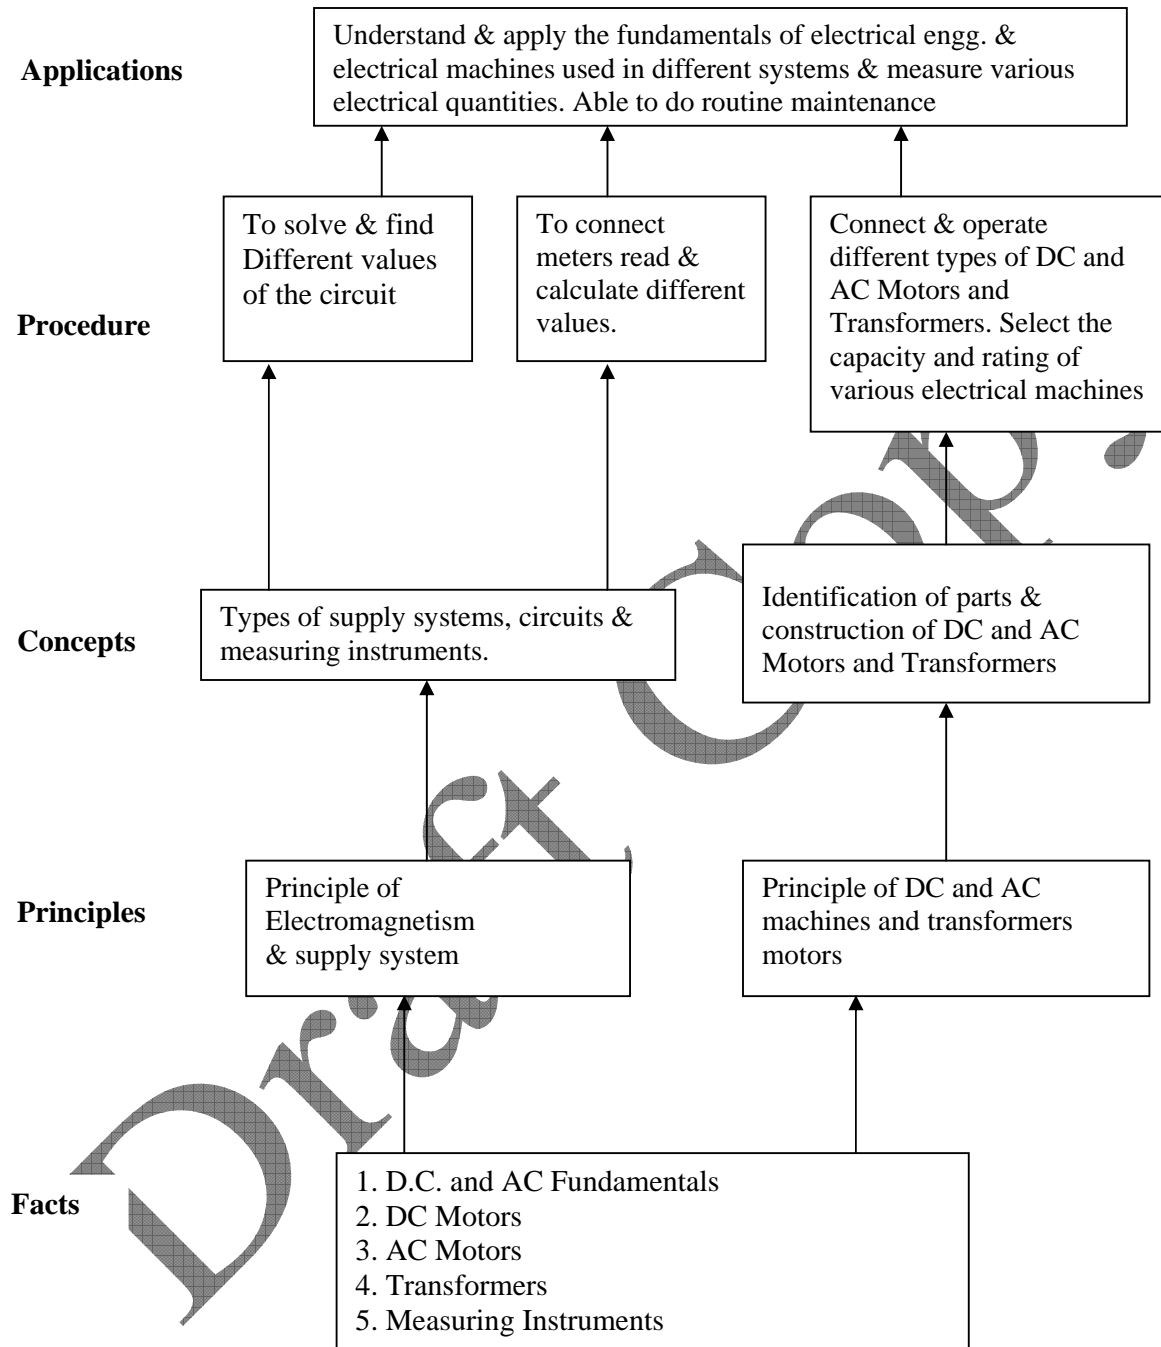 Applications
Understand & apply the fundamentals of electrical engg. &
electrical machines used in different systems & measure various
electrical quantities. Able to do routine maintenance
Procedure
To solve & find
Different values
of the circuit
To connect
meters read &
calculate different
values.
Connect & operate
different types of DC and
AC Motors and
Transformers. Select the
capacity and rating of
various electrical machines
Concepts
Types of supply systems, circuits &
measuring instruments.
Identification of parts &
construction of DC and AC
Motors and Transformers
Principles
Principle of
Electromagnetism
& supply system
Principle of DC and AC
machines and transformers
motors
Facts
1. D.C. and AC Fundamentals
2. DC Motors
3. AC Motors
4. Transformers
5. Measuring Instruments
Draft Copy